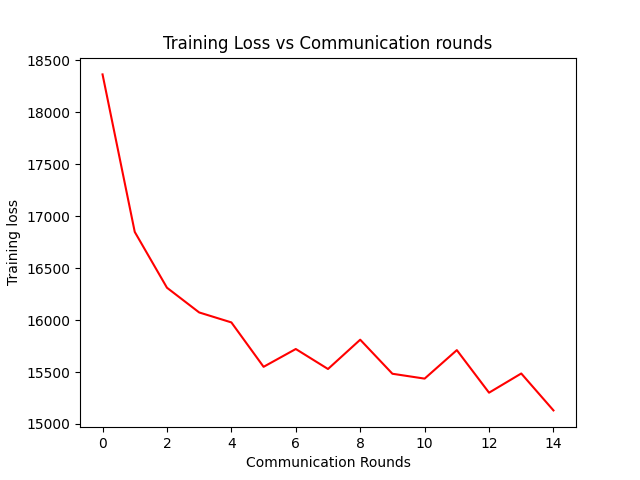 Training Loss vs Communication rounds
18500
18000
17500
17000
16500
16000
15500
15000
Training loss
0 2 4 6 8 10 12 14
Communication Rounds